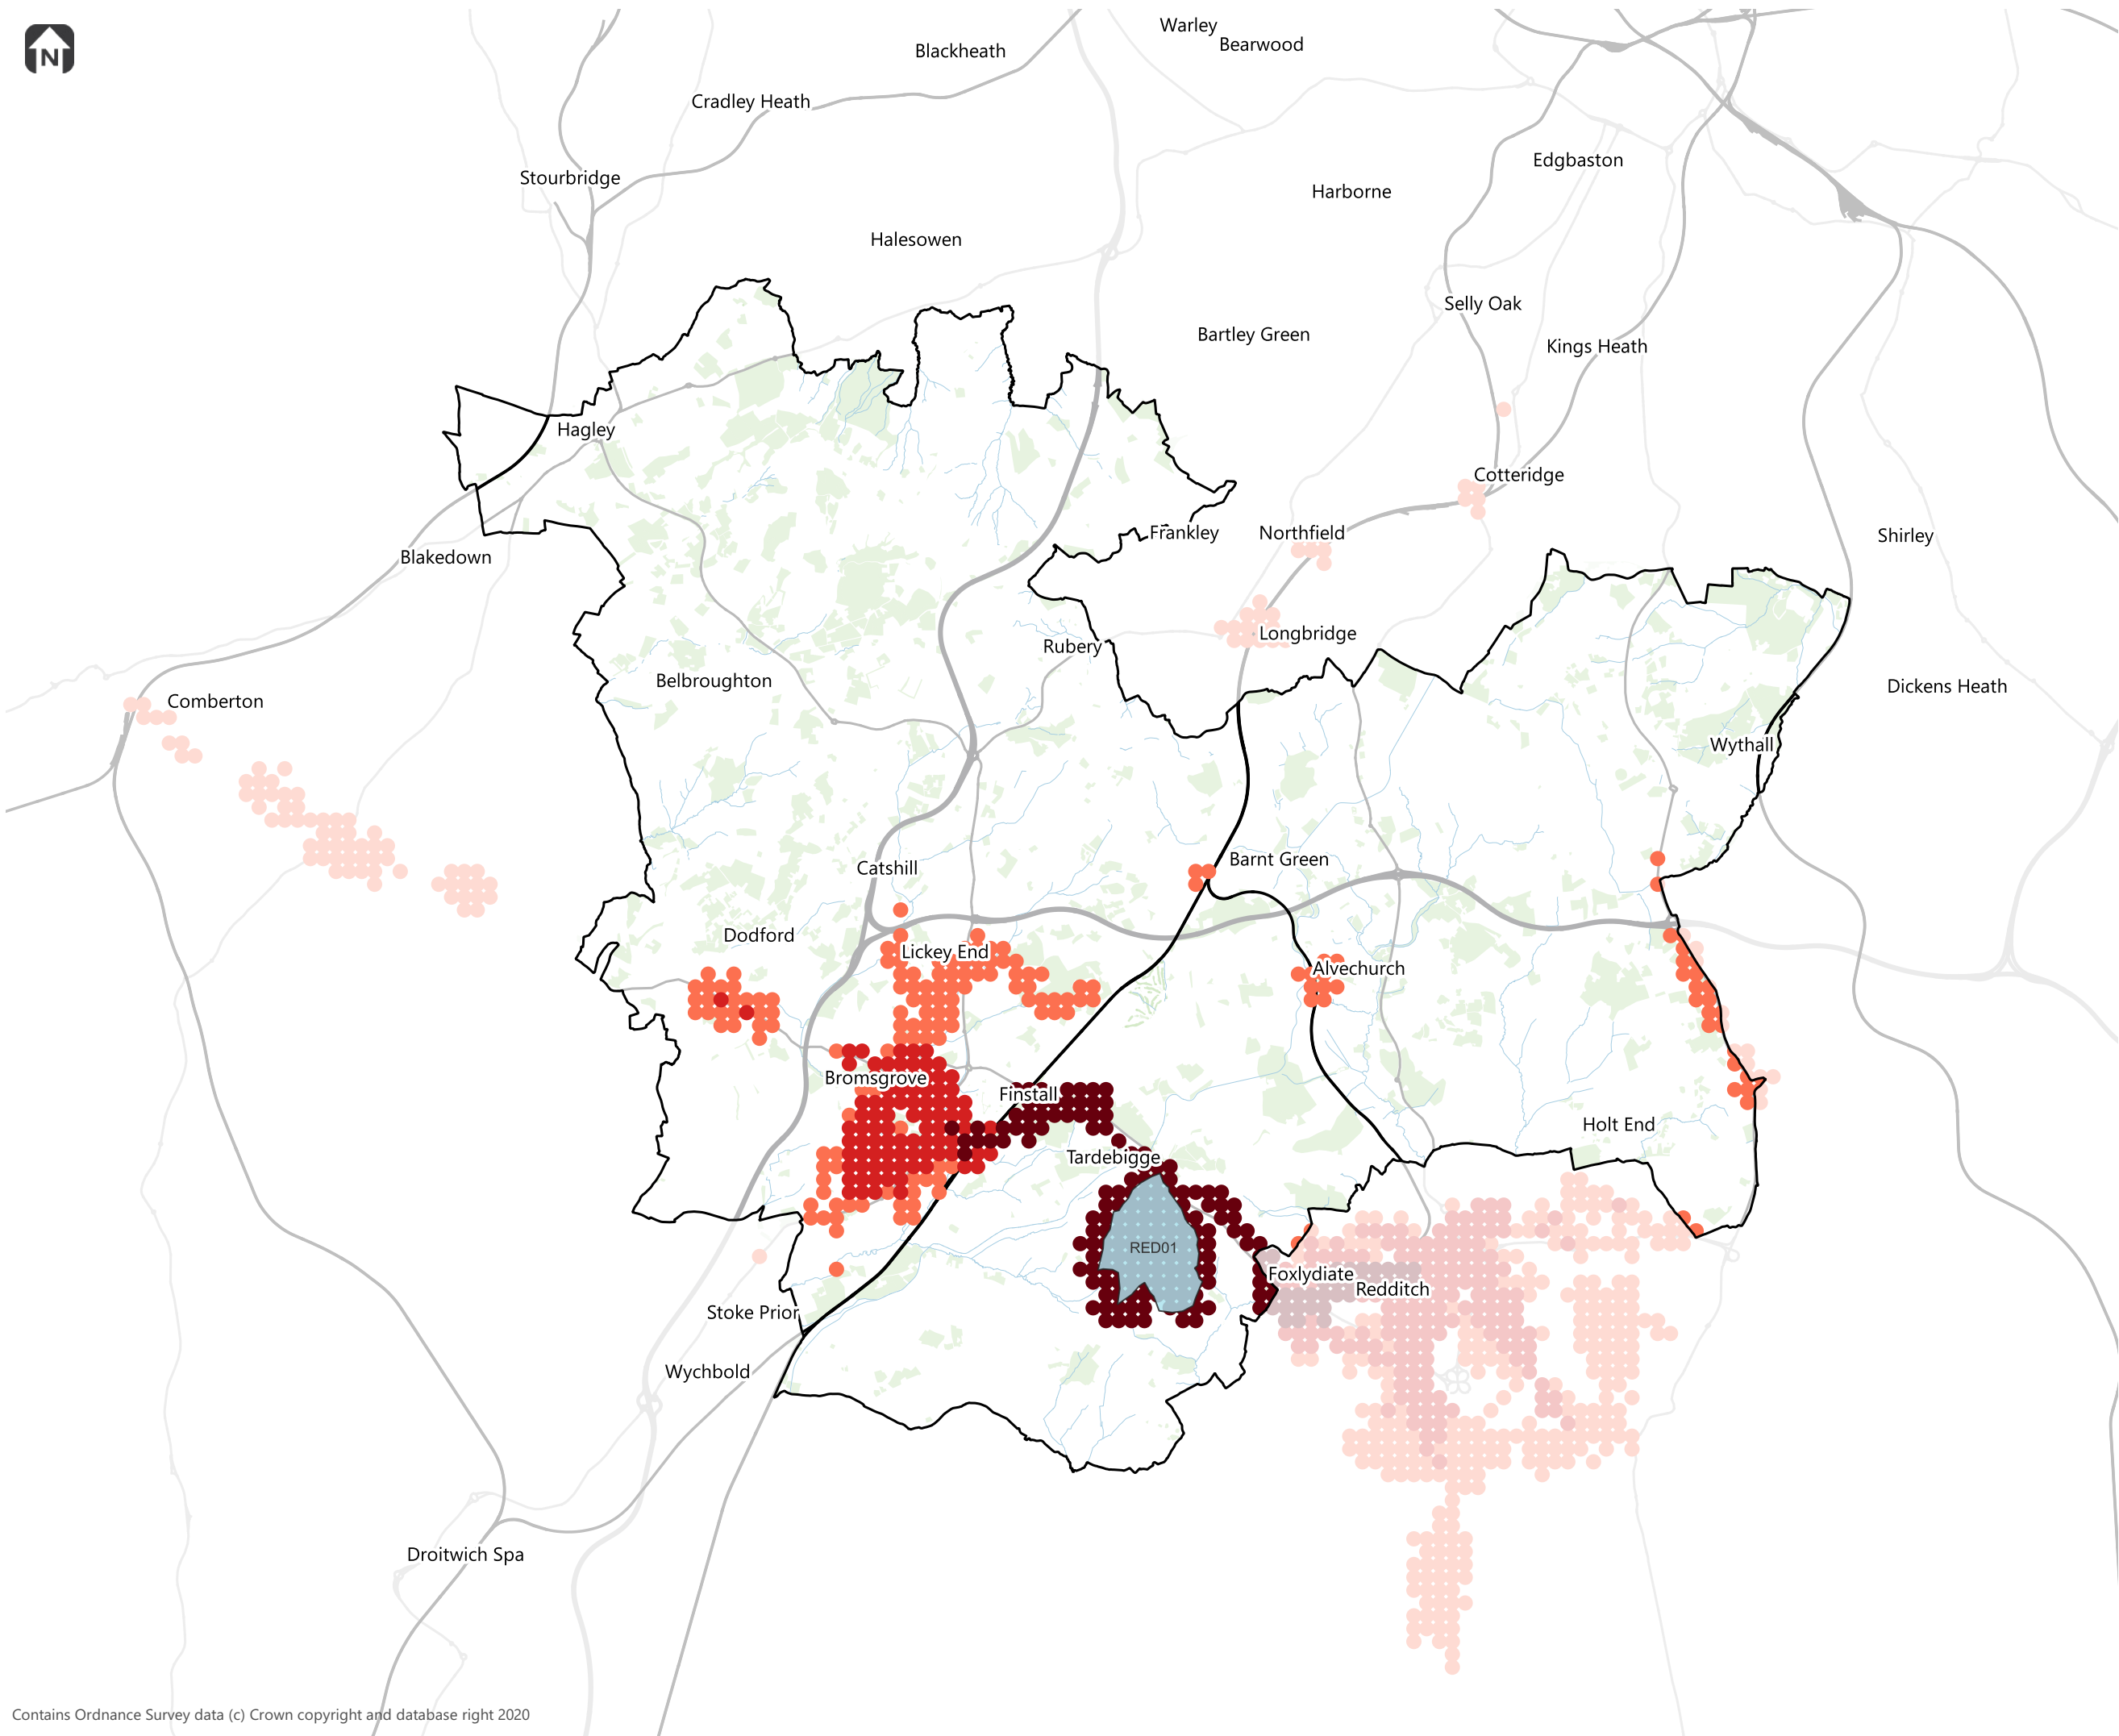 Warley
Bearwood
Blackheath
Cradley Heath
Edgbaston
Stourbridge
Harborne
Halesowen
Selly Oak
Bartley Green
Kings Heath
Hagley
Cotteridge
Frankley
Northfield
Shirley
Blakedown
Longbridge
Rubery
Belbroughton
Dickens Heath
Comberton
Wythall
Barnt Green
Catshill
Dodford
Lickey End
Alvechurch
Bromsgrove
Finstall
Holt End
Tardebigge
RED01
Foxlydiate
Redditch
Stoke Prior
Wychbold
Droitwich Spa
N
Contains Ordnance Survey data (c) Crown copyright and database right 2020